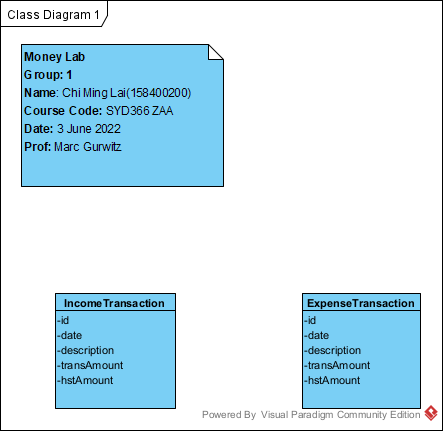 Class Diagram 1
Money Lab
Group: 1
Name: Chi Ming Lai(158400200)
Course Code: SYD366 ZAA
Date: 3 June 2022
Prof: Marc Gurwitz
IncomeTransaction
-id
-date
-description
-transAmount
-hstAmount
ExpenseTransaction
-id
-date
-description
-transAmount
-hstAmount
Powered By Visual Paradigm Community Edition